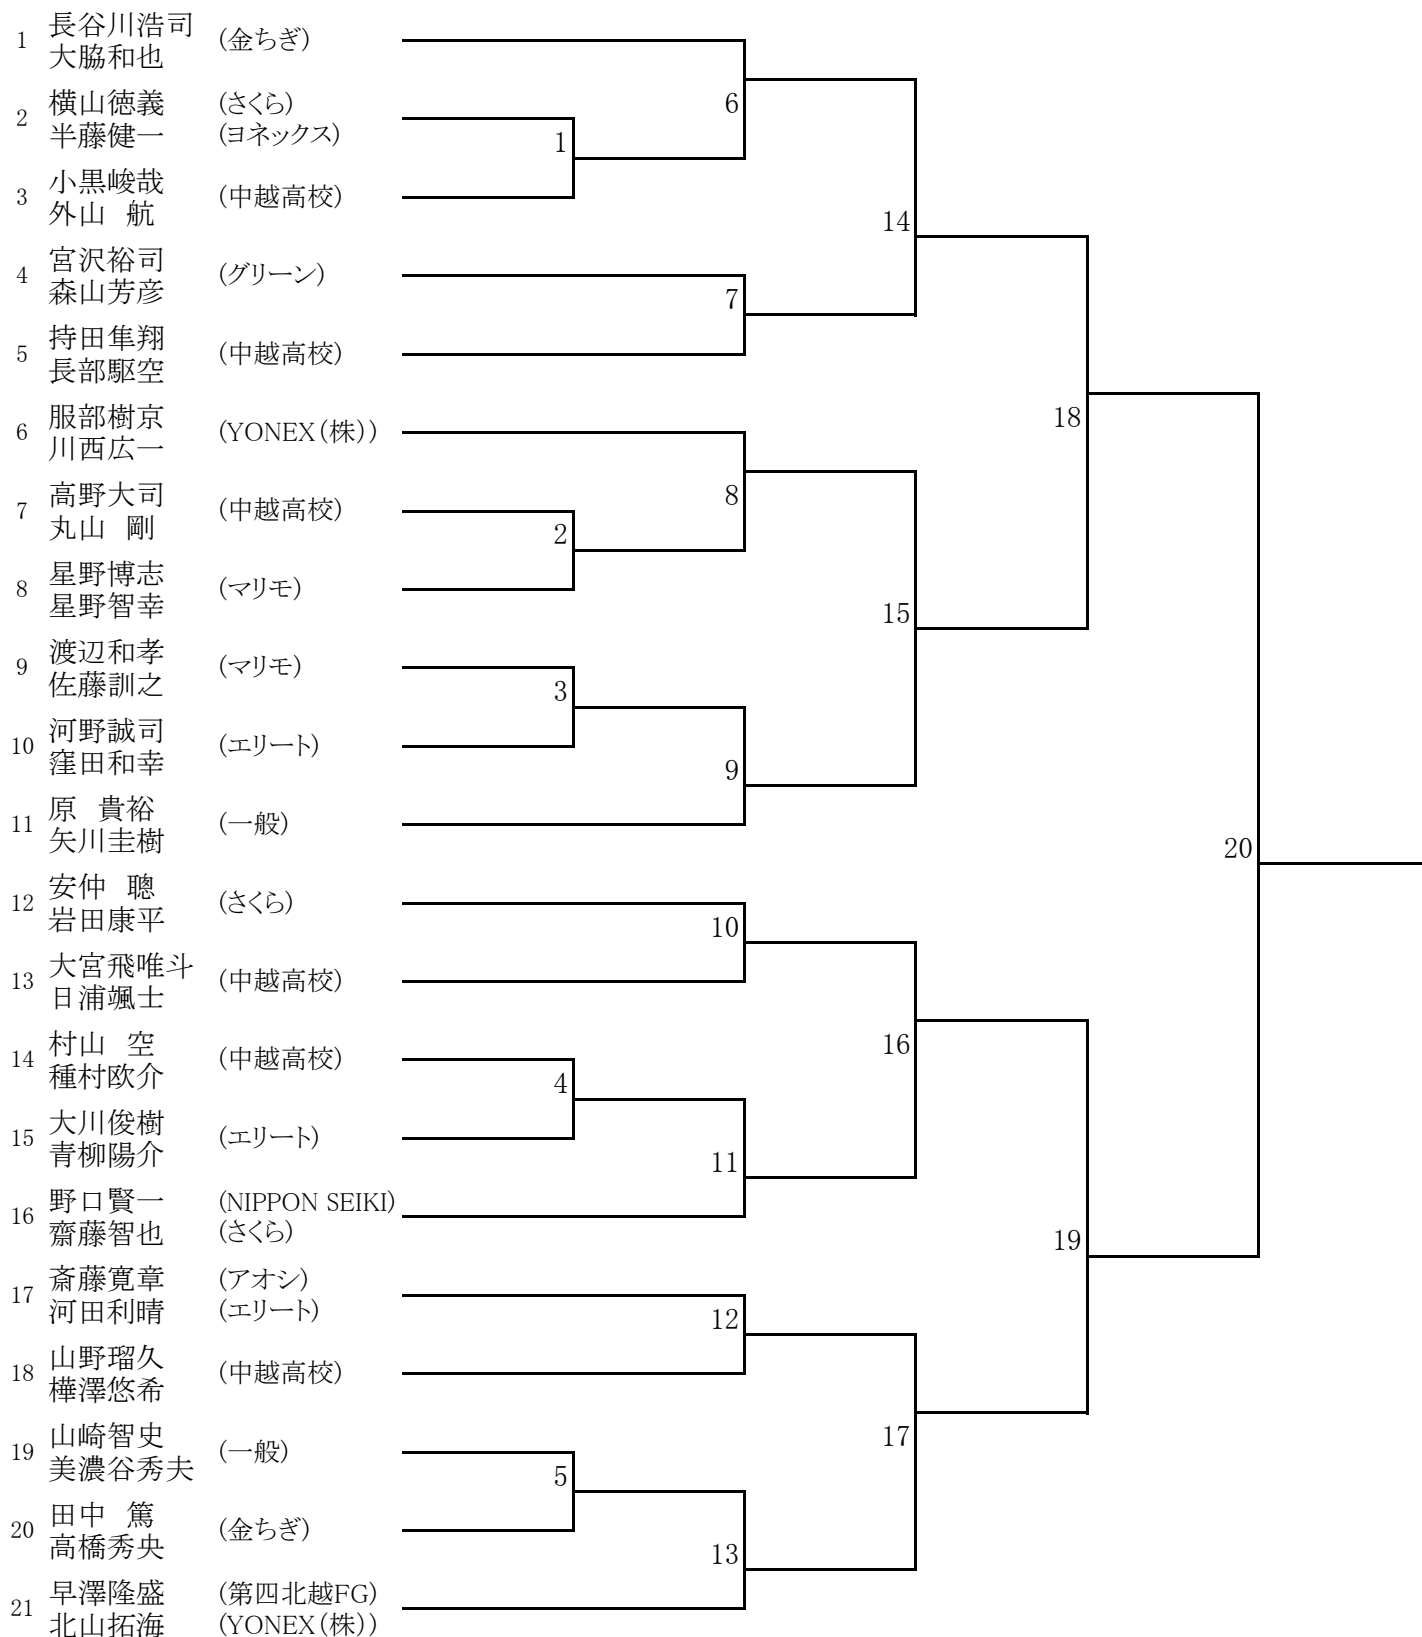 1 長谷川浩司 (金ちぎ)
大脇和也
2 横山徳義 (さくら)
半藤健一 (ヨネックス)
3 小黒峻哉 (中越高校)
外山 航
4 宮沢裕司 (グリーン)
森山芳彦
5 持田隼翔 (中越高校)
長部駆空
6 服部樹京 (YONEX(株))
川西広一
7 高野大司 (中越高校)
丸山 剛
8 星野博志 (マリモ)
星野智幸
9 渡辺和孝 (マリモ)
佐藤訓之
10 河野誠司 (エリート)
窪田和幸
11 原 貴裕 (一般)
矢川圭樹
12 安仲 聰 (さくら)
岩田康平
13 大宮飛唯斗 (中越高校)
日浦颯士
14 村山 空 (中越高校)
種村欧介
15 大川俊樹 (エリート)
青柳陽介
16 野口賢一 (NIPPON SEIKI)
齋藤智也 (さくら)
17 斎藤寛章 (アオシ)
河田利晴 (エリート)
18 山野瑠久 (中越高校)
樺澤悠希
19 山崎智史 (一般)
美濃谷秀夫
20 田中 篤 (金ちぎ)
高橋秀央
21 早澤隆盛 (第四北越FG)
北山拓海 (YONEX(株))
1
2
3
4
5
6
7
8
9
10
11
12
13
14
15
16
17
18
19
20